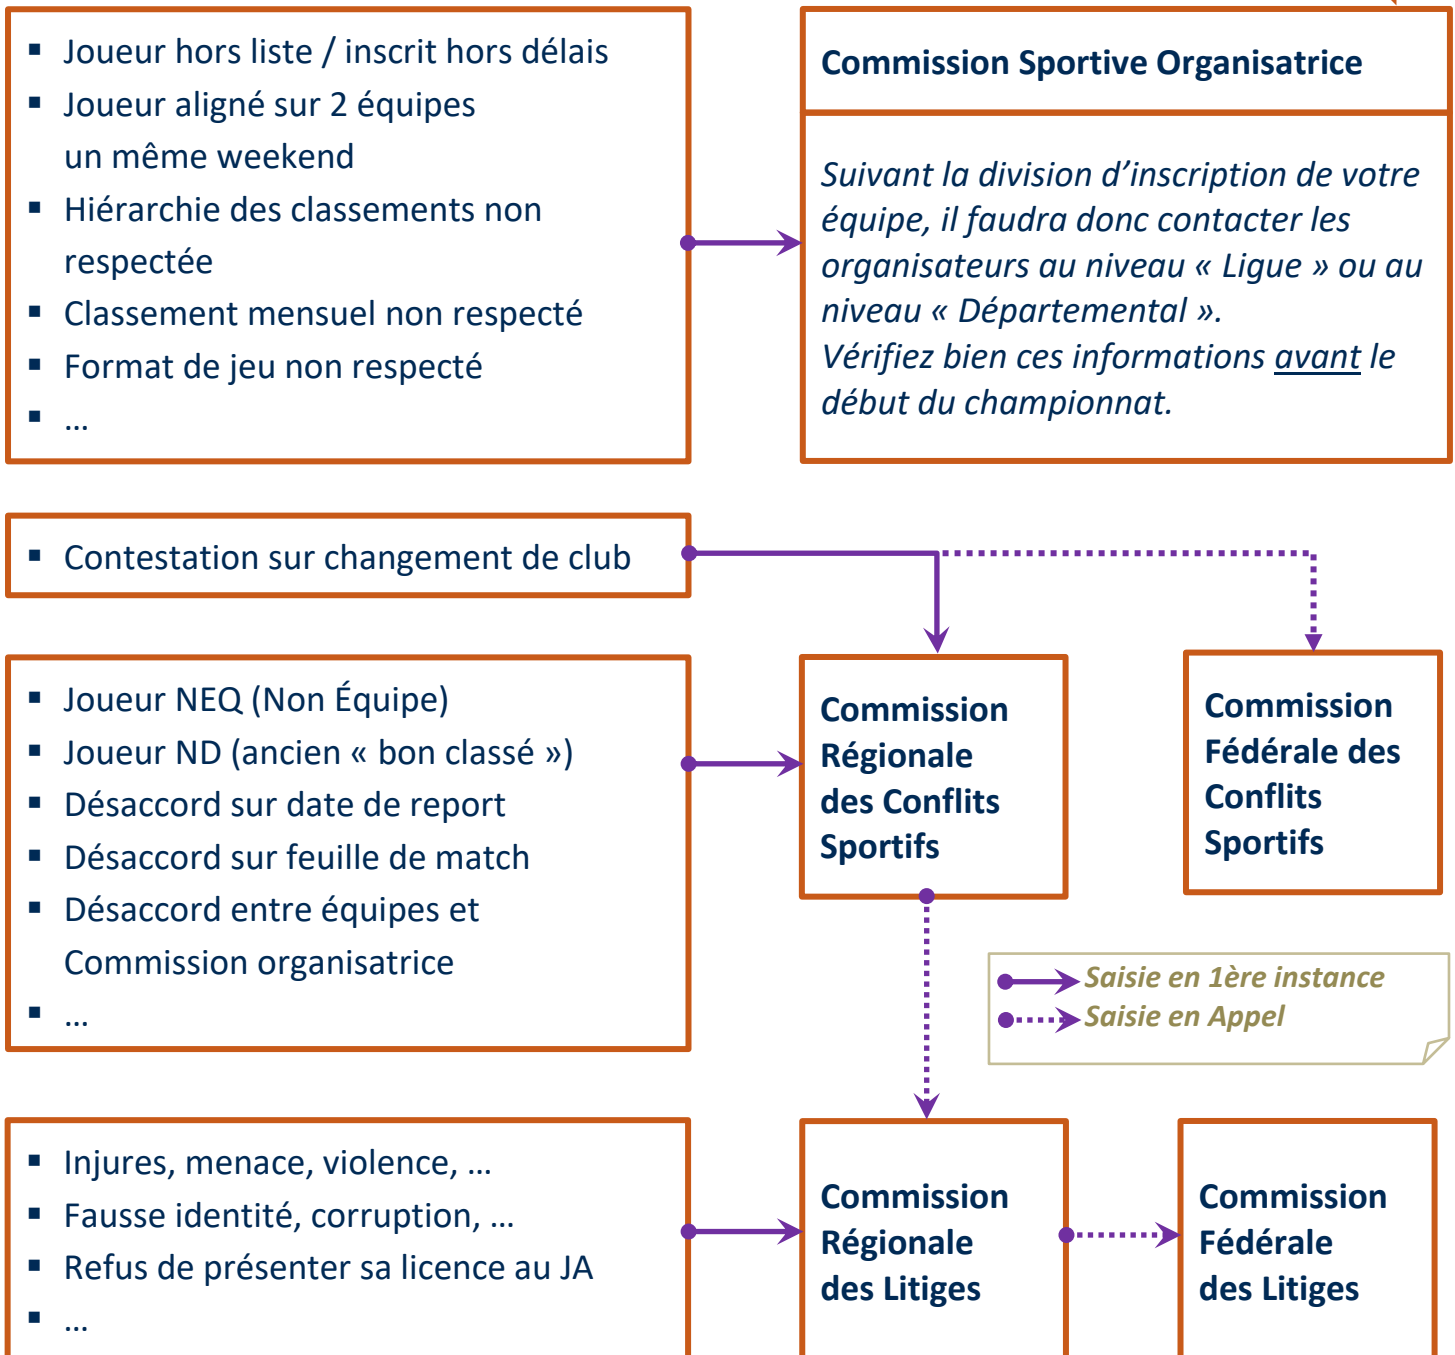 ▪ Joueur hors liste / inscrit hors délais
▪ Joueur aligné sur 2 équipes
un même weekend
▪ Hiérarchie des classements non
respectée
▪ Classement mensuel non respecté
▪ Format de jeu non respecté
▪ …
Commission Sportive Organisatrice
Suivant la division d’inscription de votre
équipe, il faudra donc contacter les
organisateurs au niveau « Ligue » ou au
niveau « Départemental ».
Vérifiez bien ces informations avant le
début du championnat.
▪ Contestation sur changement de club
▪ Joueur NEQ (Non Équipe)
▪ Joueur ND (ancien « bon classé »)
▪ Désaccord sur date de report
▪ Désaccord sur feuille de match
▪ Désaccord entre équipes et
Commission organisatrice
▪ …
Commission
Régionale
des Conflits
Sportifs
Commission
Fédérale des
Conflits
Sportifs
Saisie en 1ère instance
Saisie en Appel
▪ Injures, menace, violence, …
▪ Fausse identité, corruption, …
▪ Refus de présenter sa licence au JA
▪ …
Commission
Régionale
des Litiges
Commission
Fédérale
des Litiges